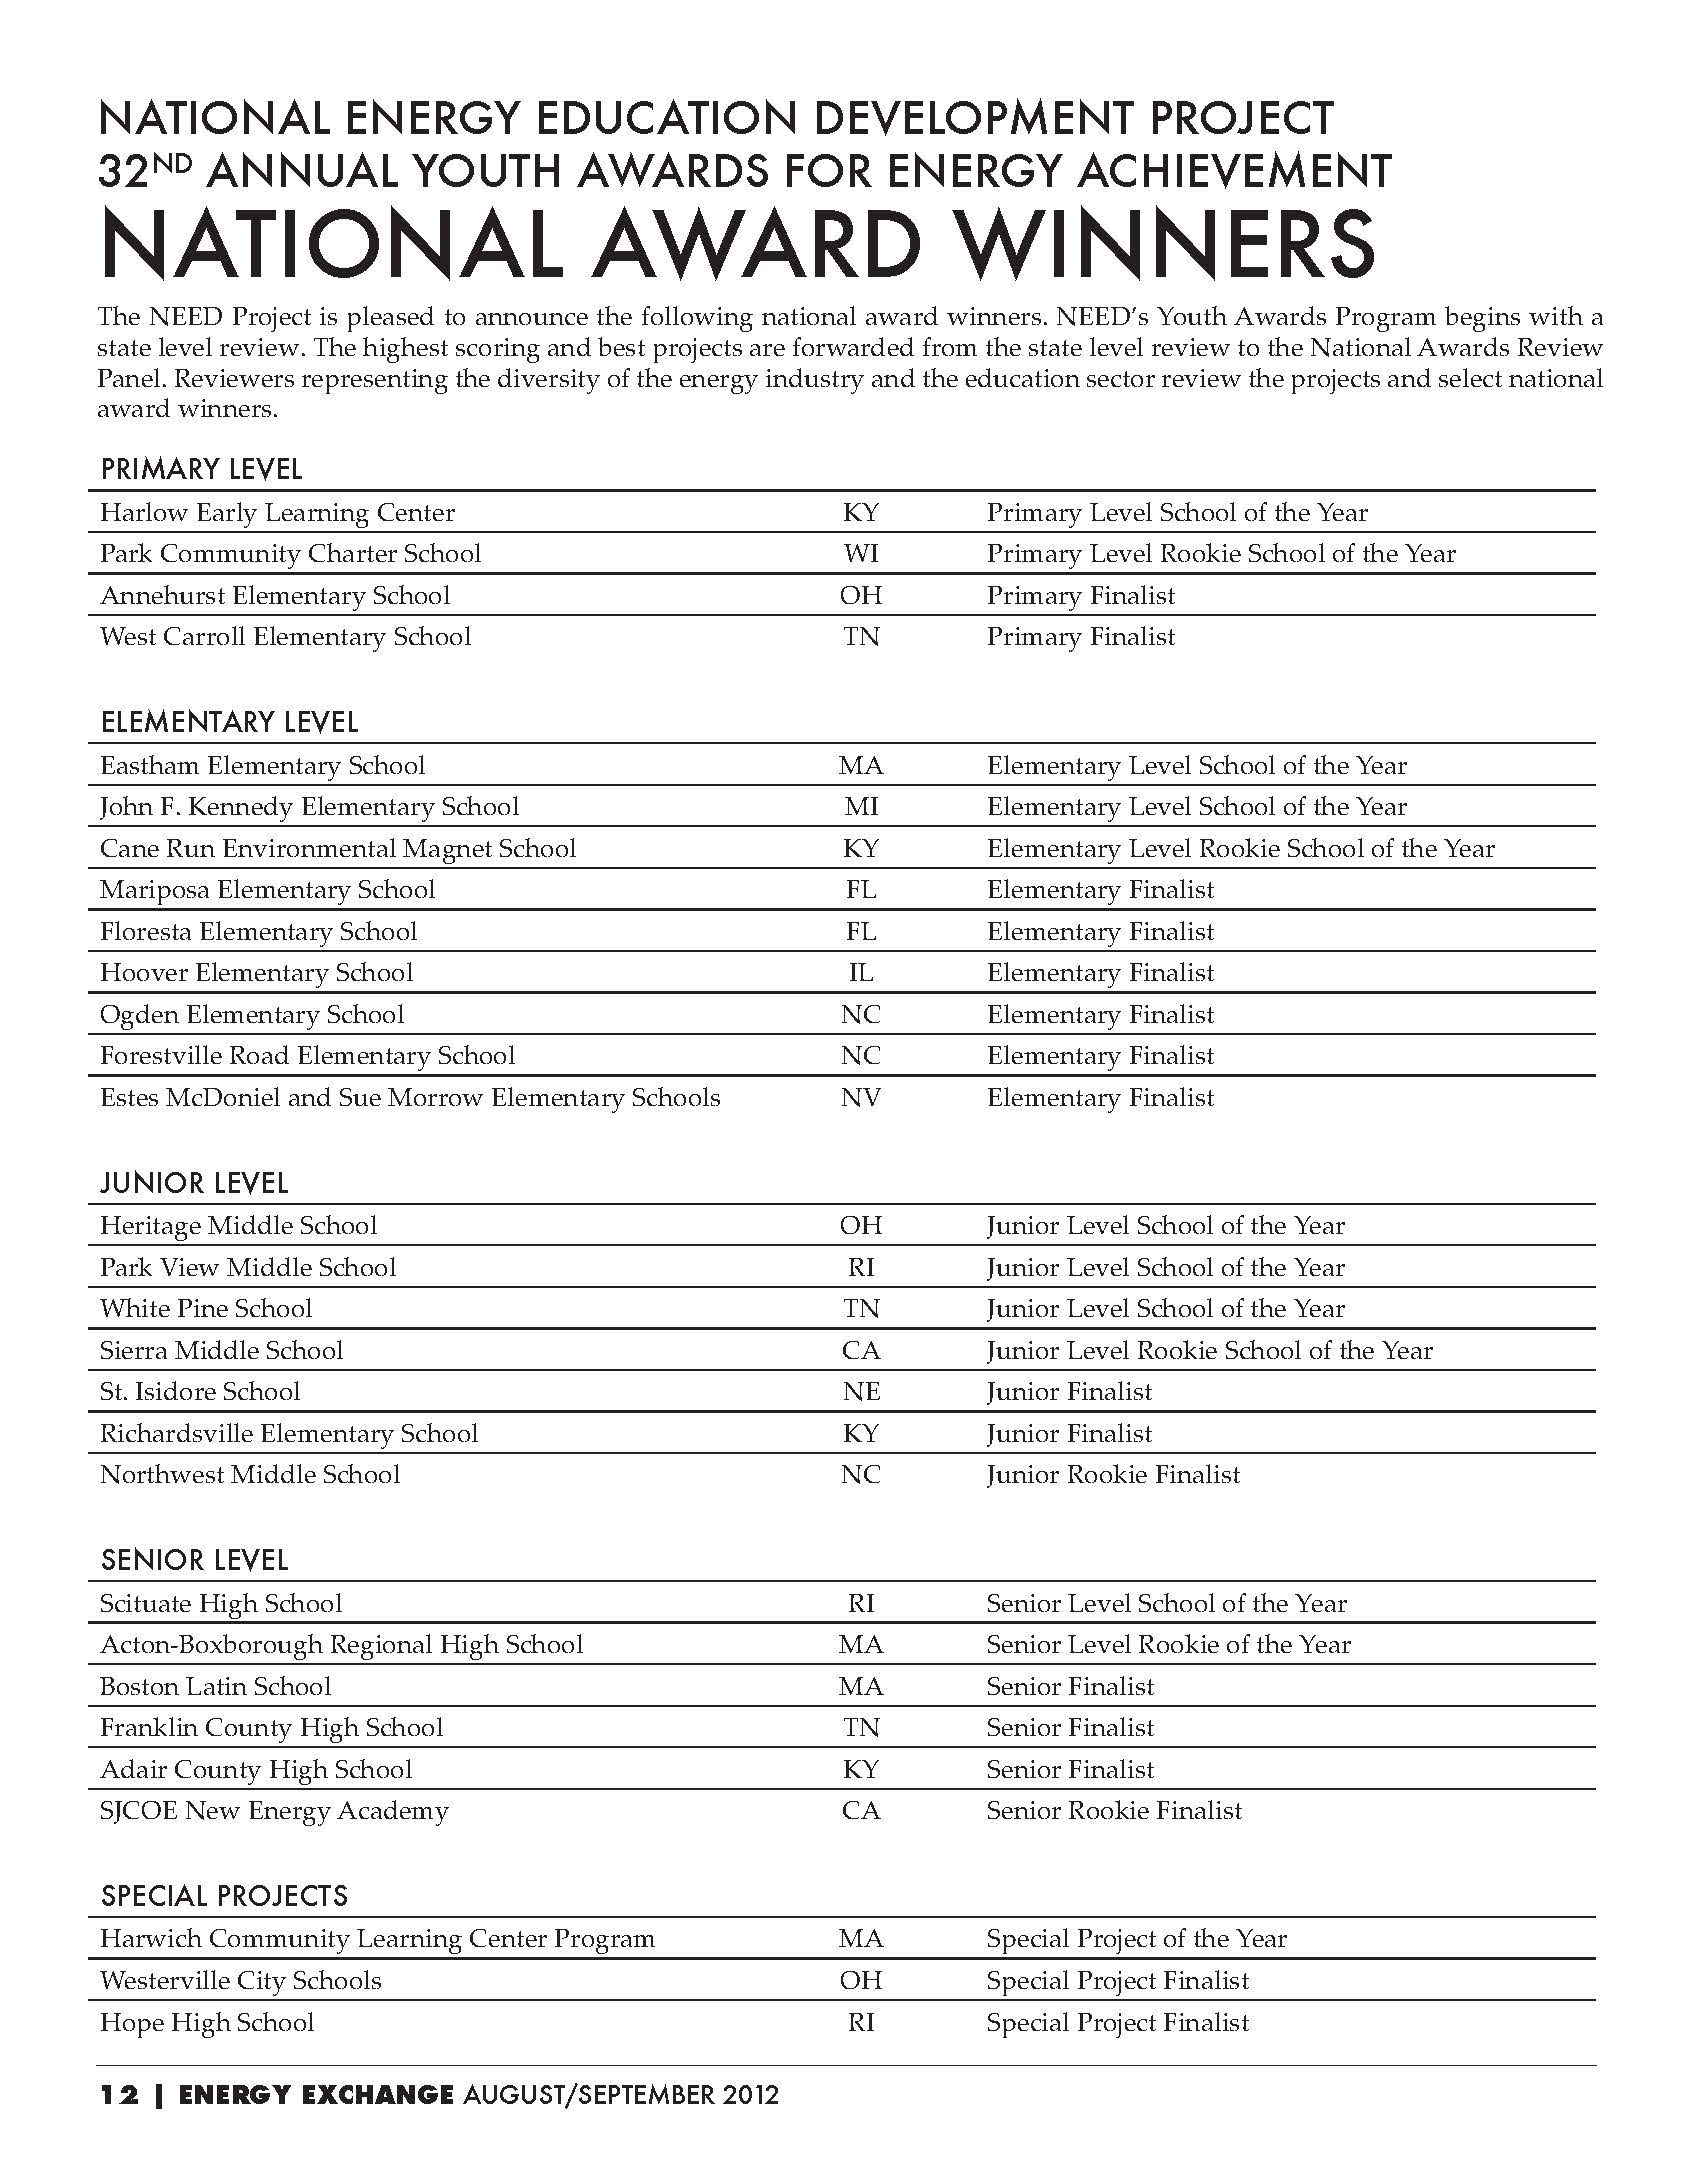 NATIONAL ENERGY EDUCATION DEVELOPMENT PROJECT
32ND ANNUAL YOUTH AWARDS FOR ENERGY ACHIEVEMENT
NATIONAL AWARD WINNERS
The NEED Project is pleased to announce the following national award winners. NEED's Youth Awards Program begins with a
state level review. The highest scoring and best projects are forwarded from the state level review to the National Awards Review
Panel. Reviewers representing the diversity of the energy industry and the education sector review the projects and select national
award winners.
PRIMARY LEVEL
Harlow Early Learning Center KY Primary Level School of the Year
Park Community Charter School WI Primary Level Rookie School of the Year
Annehurst Elementary School OH Primary Finalist
West Carroll Elementary School TN Primary Finalist
ELEMENTARY LEVEL
Eastham Elementary School MA Elementary Level School of the Year
John F. Kennedy Elementary School MI Elementary Level School of the Year
Cane Run Environmental Magnet School KY Elementary Level Rookie School of the Year
Mariposa Elementary School FL Elementary Finalist
Floresta Elementary School FL Elementary Finalist
Hoover Elementary School IL Elementary Finalist
Ogden Elementary School NC Elementary Finalist
Forestville Road Elementary School NC Elementary Finalist
Estes McDoniel and Sue Morrow Elementary Schools NV Elementary Finalist
JUNIOR LEVEL
Heritage Middle School OH Junior Level School of the Year
Park View Middle School RI Junior Level School of the Year
White Pine School TN Junior Level School of the Year
Sierra Middle School CA Junior Level Rookie School of the Year
St. Isidore School NE Junior Finalist
Richardsville Elementary School KY Junior Finalist
Northwest Middle School NC Junior Rookie Finalist
SENIOR LEVEL
Scituate High School RI Senior Level School of the Year
Acton-Boxborough Regional High School MA Senior Level Rookie of the Year
Boston Latin School MA Senior Finalist
Franklin County High School TN Senior Finalist
Adair County High School KY Senior Finalist
SJCOE New Energy Academy CA Senior Rookie Finalist
SPECIAL PROJECTS
Harwich Community Learning Center Program MA Special Project of the Year
Westerville City Schools OH Special Project Finalist
Hope High School RI Special Project Finalist
12 | ENERGY EXCHANGE AUGUST/SEPTEMBER 2012